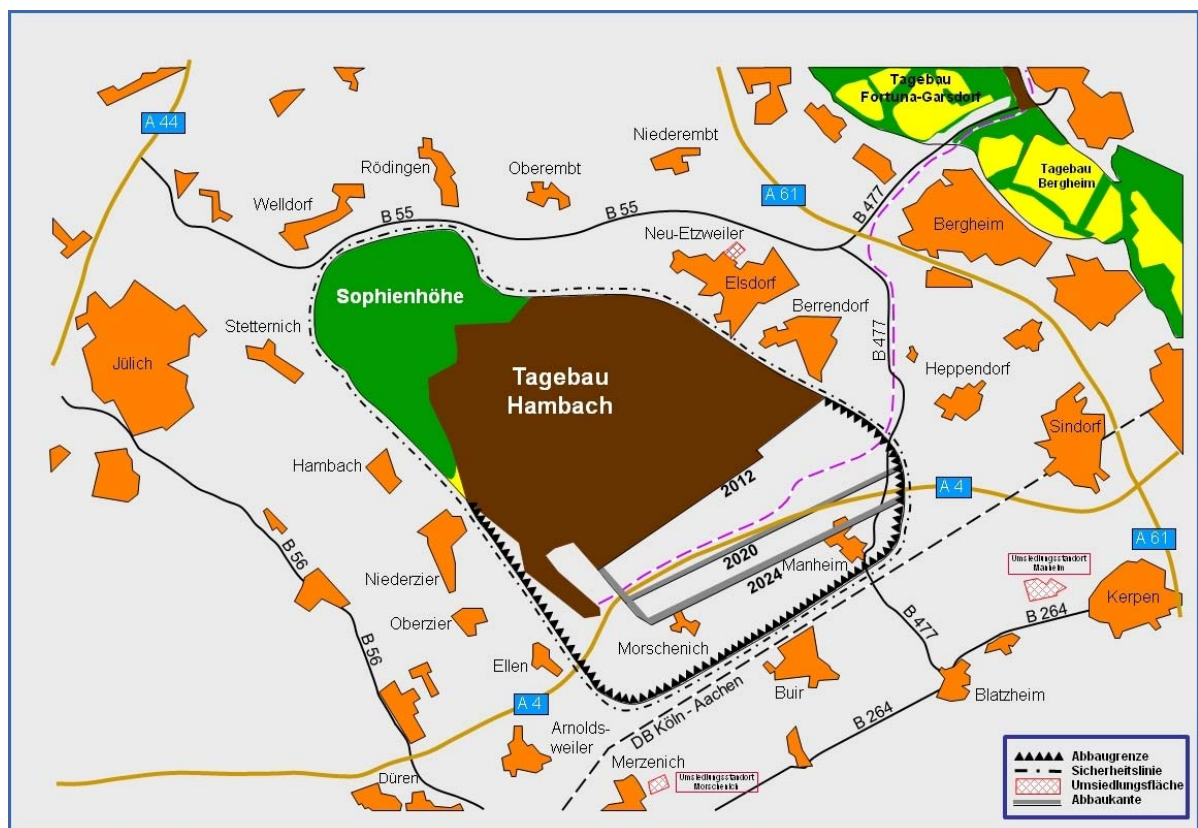 Tagebau
Fortuna-Garsdorf
A 44
Niederembt
Rödingen
Oberembt
Tagebau
Bergheim
A 61
Welldorf
B 477
B 55
B 55
Neu-Etzweiler
Bergheim
Elsdorf
Sophienhöhe
Berrendorf
Stetternich
B477
Jülich
Heppendorf
Tagebau
Hambach
Sindorf
Hambach
2012
A 4
A 61
2020
Manheim
Umsiedlungsstandort
Manheim
2024
Niederzier
Kerpen
B 56
B 264
Oberzier
B 477
Morschenich
Ellen
B 56
Buir
Blatzheim
A 4
DB Köln - Aachen
B 264
Arnolds-
weiler
Merzenich
Düren
Umsiedlungsstandort
Morschenich
Abbaugrenze
Sicherheitslinie
Umsiedlungsfläche
Abbaukante